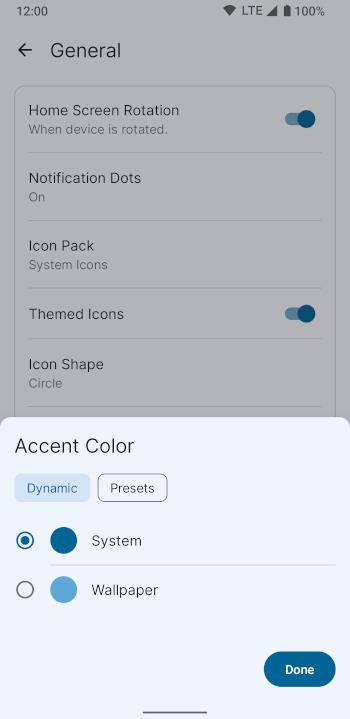 12:00 LTE 100%
General
Home Screen Rotation
When device is rotated.
Notification Dots
On
Icon Pack
System Icons
Themed Icons
Icon Shape
Circle
Accent Color
Dynamic Presets
System
Wallpaper
Done